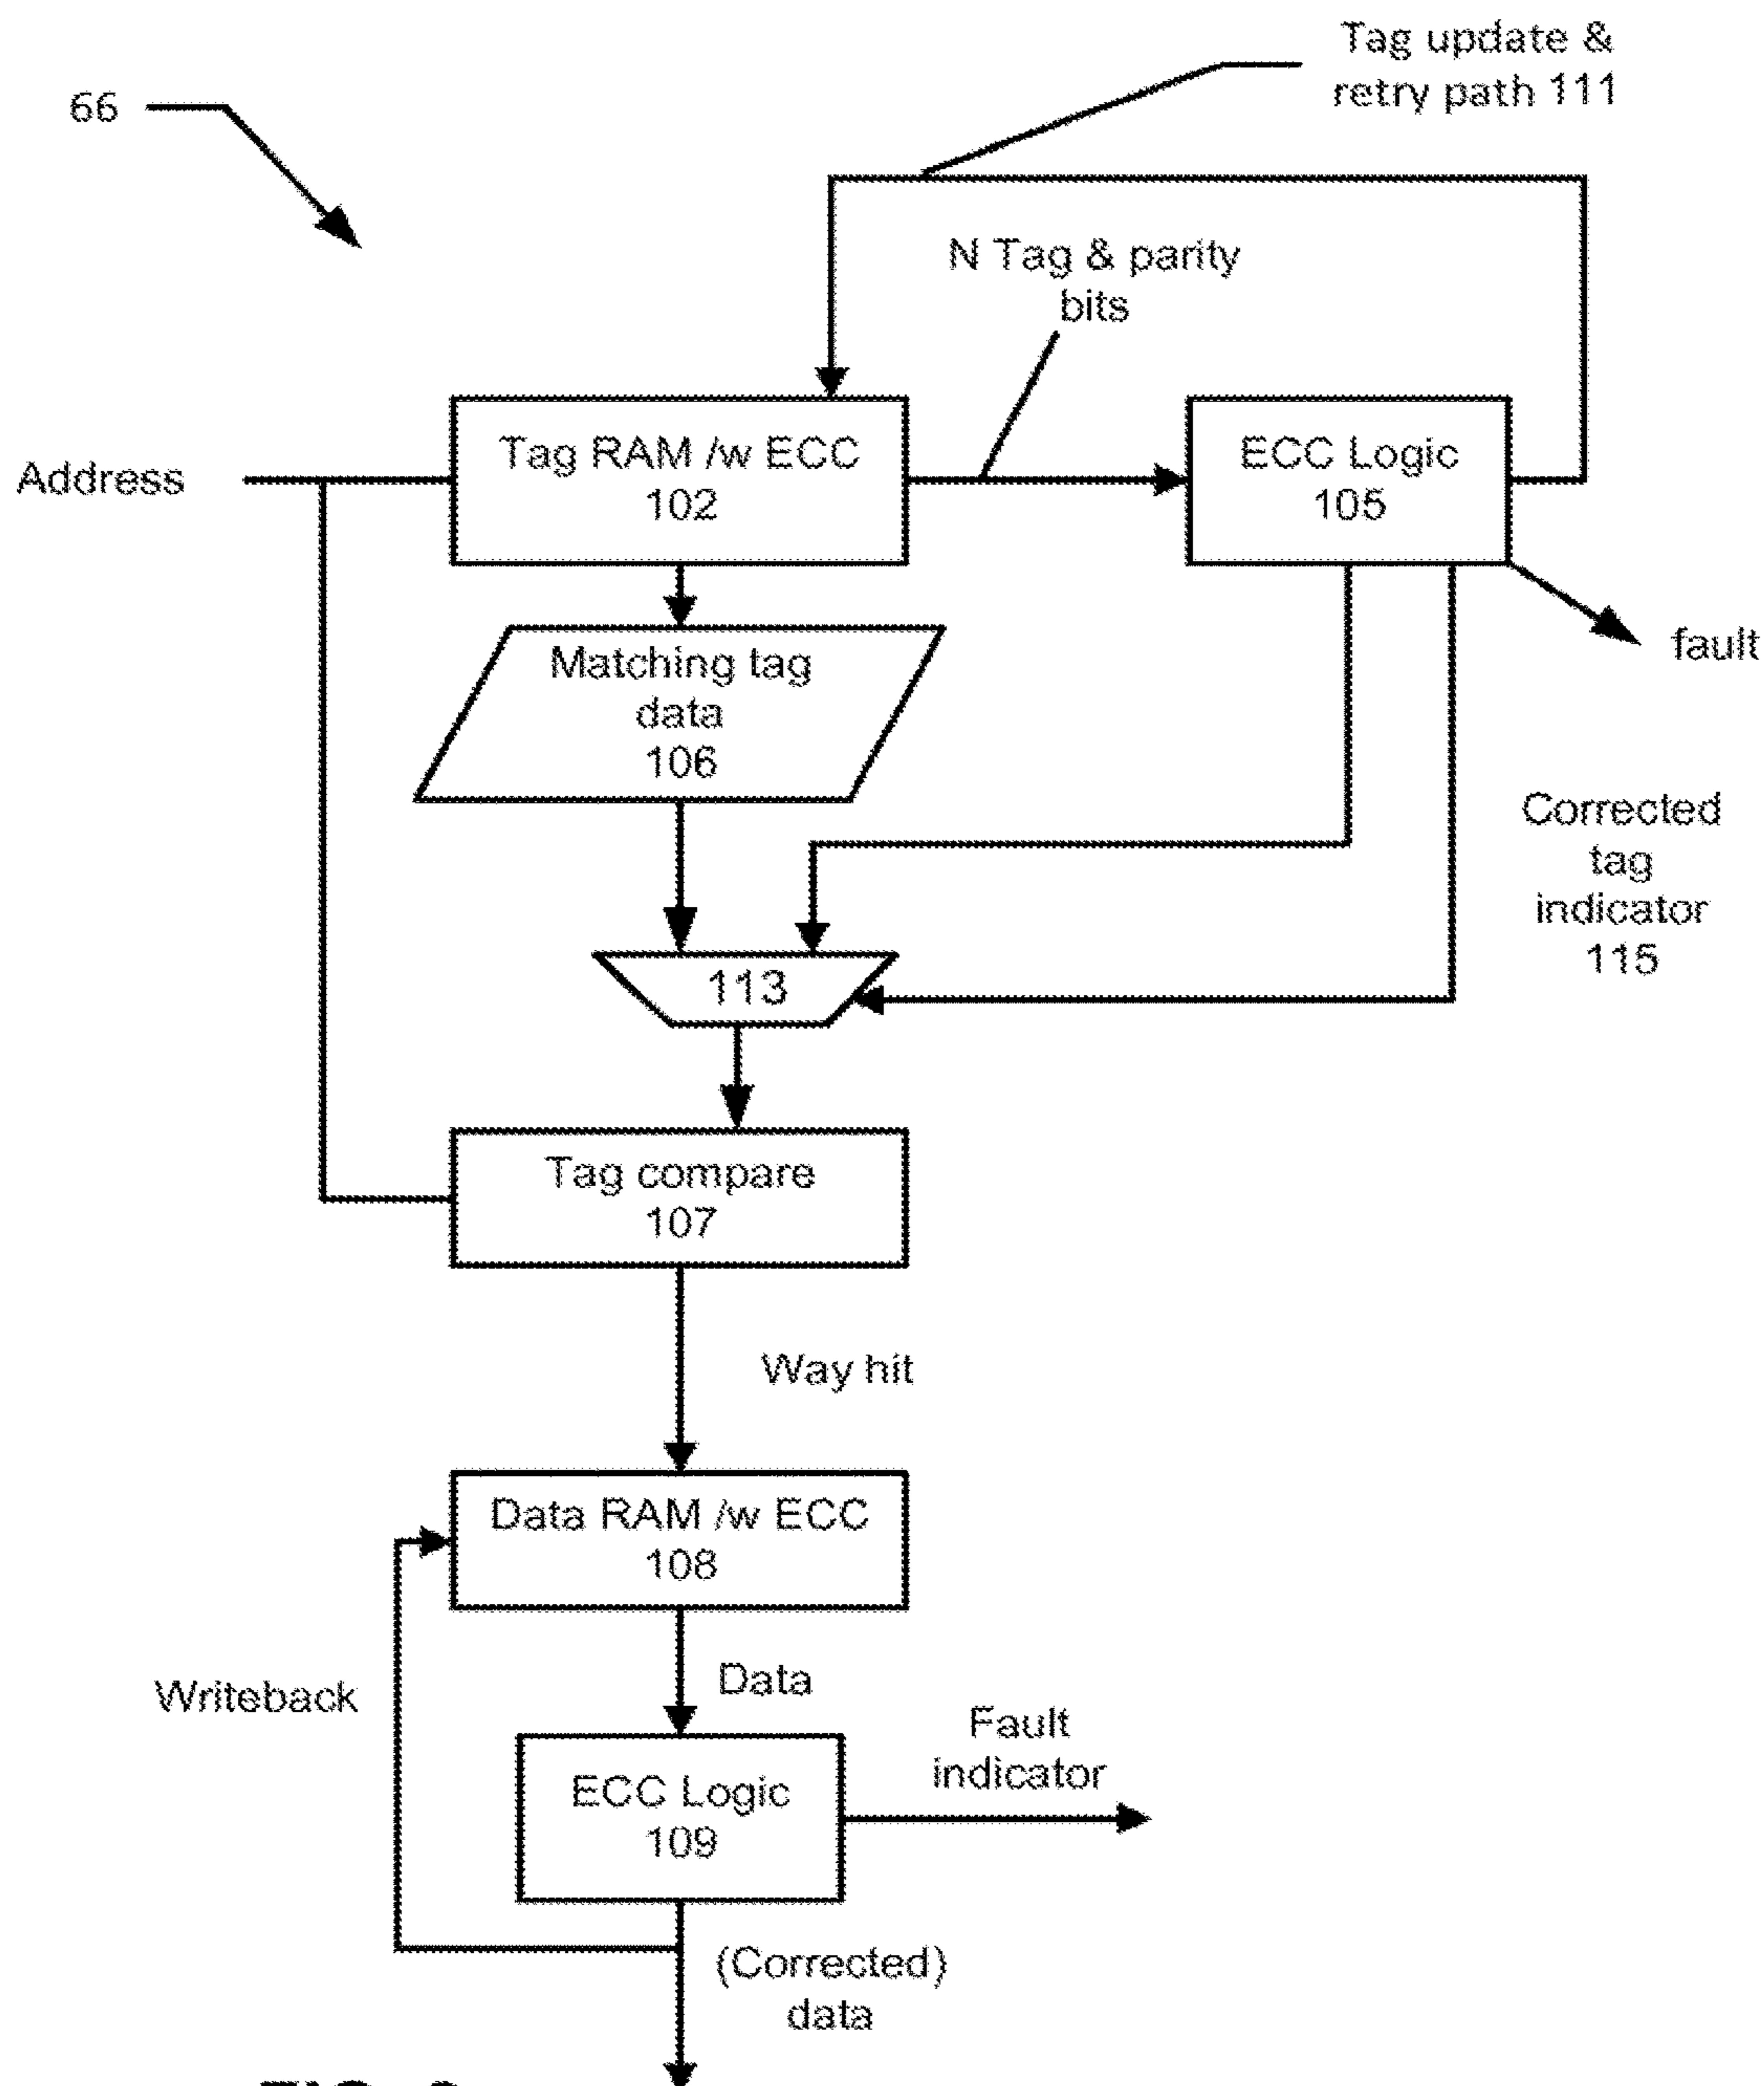 Tag update &
retry path 111
66
N Tag & parity
bits
Address
Tag RAM /w ECC
102
ECC Logic
105
fault
Matching tag
data
106
Corrected
tag
indicator
115
113
Tag compare
107
Way hit
Data RAM /w ECC
108
Writeback
Data
Fault
indicator
ECC Logic
109
(Corrected)
data